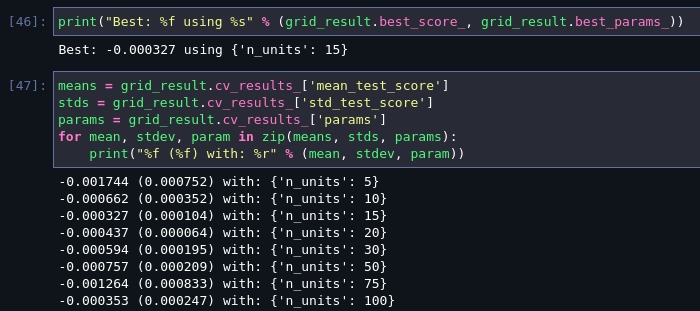 [46]: print("Best: %f using %s" % (grid_result.best_score_, grid_result.best_params_))
Best: -0.000327 using {'n_units': 15}
[47]: means = grid_result.cv_results_['mean_test_score']
stds = grid_result.cv_results_['std_test_score']
params = grid_result.cv_results_['params']
for mean, stdev, param in zip(means, stds, params):
    print("%f (%f) with: %r" % (mean, stdev, param))
-0.001744 (0.000752) with: {'n_units': 5}
-0.000662 (0.000352) with: {'n_units': 10}
-0.000327 (0.000104) with: {'n_units': 15}
-0.000437 (0.000064) with: {'n_units': 20}
-0.000594 (0.000195) with: {'n_units': 30}
-0.000757 (0.000209) with: {'n_units': 50}
-0.001264 (0.000833) with: {'n_units': 75}
-0.000353 (0.000247) with: {'n_units': 100}